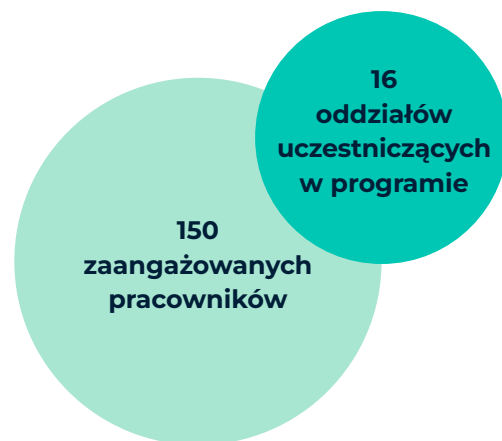 16
oddziałów
uczestniczących
w programie
150
zaangażowanych
pracowników